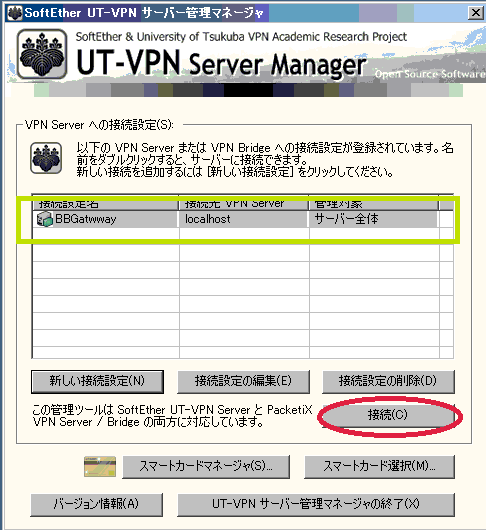 SoftEther UT-VPN サーバー管理マネージャ
SoftEther & University of Tsukuba VPN Academic Research Project
UT-VPN Server Manager
Open Source Software
VPN Server への接続設定(S):
以下の VPN Server または VPN Bridge への接続設定が登録されています。名
前をダブルクリックすると、サーバーに接続できます。
新しい接続を追加するには [新しい接続設定] をクリックしてください。
接続設定名 接続先 VPN Server 管理対象
BBGatwway localhost サーバー全体
新しい接続設定(N) 接続設定の編集(E) 接続設定の削除(D)
この管理ツールは SoftEther UT-VPN Server と PacketiX
VPN Server / Bridge の両方に対応しています。
接続(C)
スマートカードマネージャ(S)... スマートカード選択(M)...
バージョン情報(A) UT-VPN サーバー管理マネージャの終了(X)